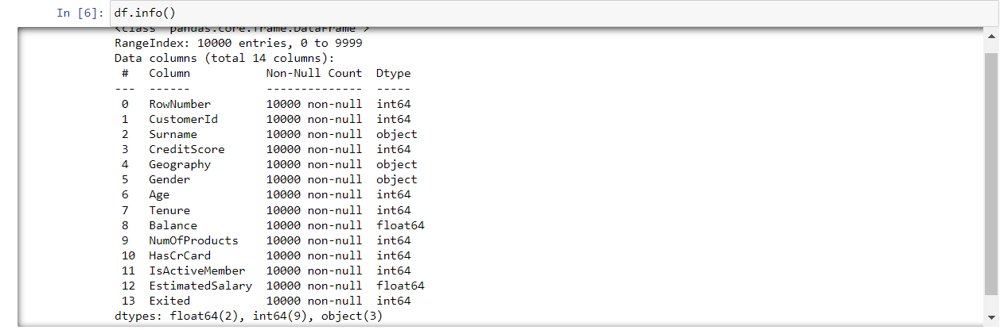 In [6]: df.info()
<class 'pandas.core.frame.DataFrame'>
RangeIndex: 10000 entries, 0 to 9999
Data columns (total 14 columns):
 #   Column           Non-Null Count  Dtype
---  ------           --------------  -----
 0   RowNumber        10000 non-null  int64
 1   CustomerId       10000 non-null  int64
 2   Surname          10000 non-null  object
 3   CreditScore      10000 non-null  int64
 4   Geography        10000 non-null  object
 5   Gender           10000 non-null  object
 6   Age              10000 non-null  int64
 7   Tenure           10000 non-null  int64
 8   Balance          10000 non-null  float64
 9   NumOfProducts    10000 non-null  int64
 10  HasCrCard        10000 non-null  int64
 11  IsActiveMember   10000 non-null  int64
 12  EstimatedSalary  10000 non-null  float64
 13  Exited           10000 non-null  int64
dtypes: float64(2), int64(9), object(3)